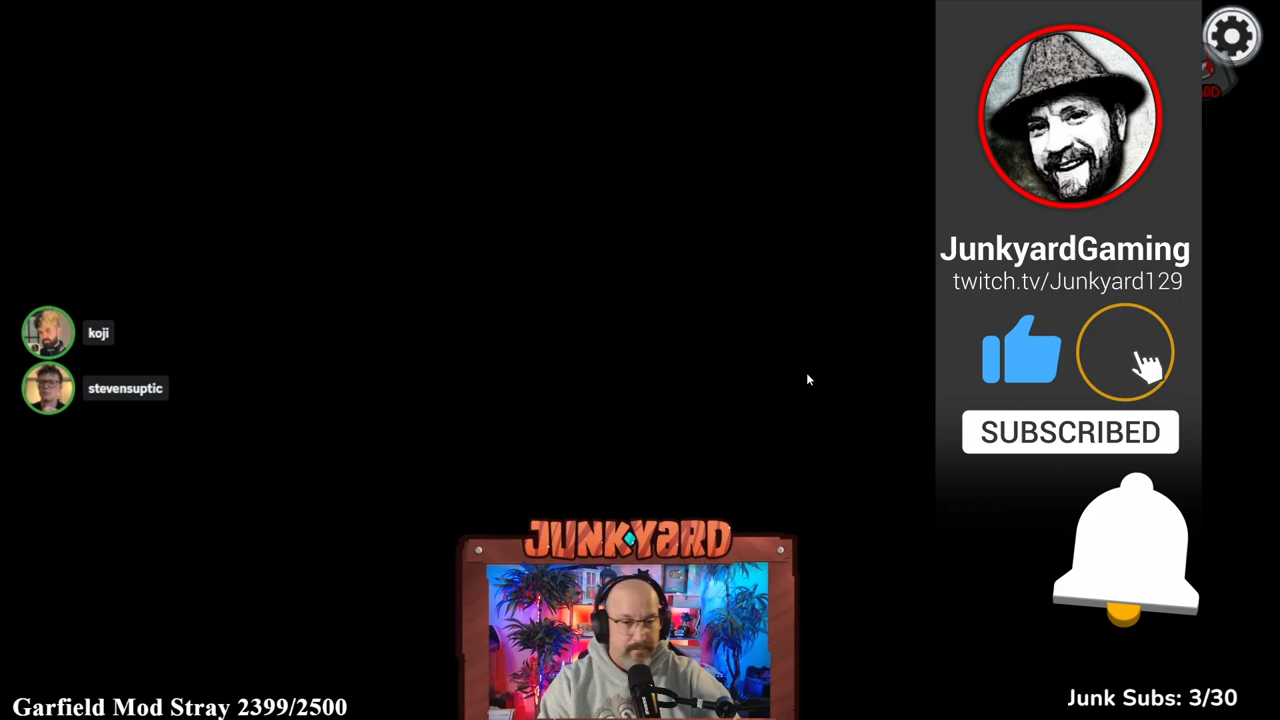 JunkyardGaming
twitch.tv/Junkyard129
koji
stevensuptic
SUBSCRIBED
JUNKYARD
Garfield Mod Stray 2399/2500
Junk Subs: 3/30